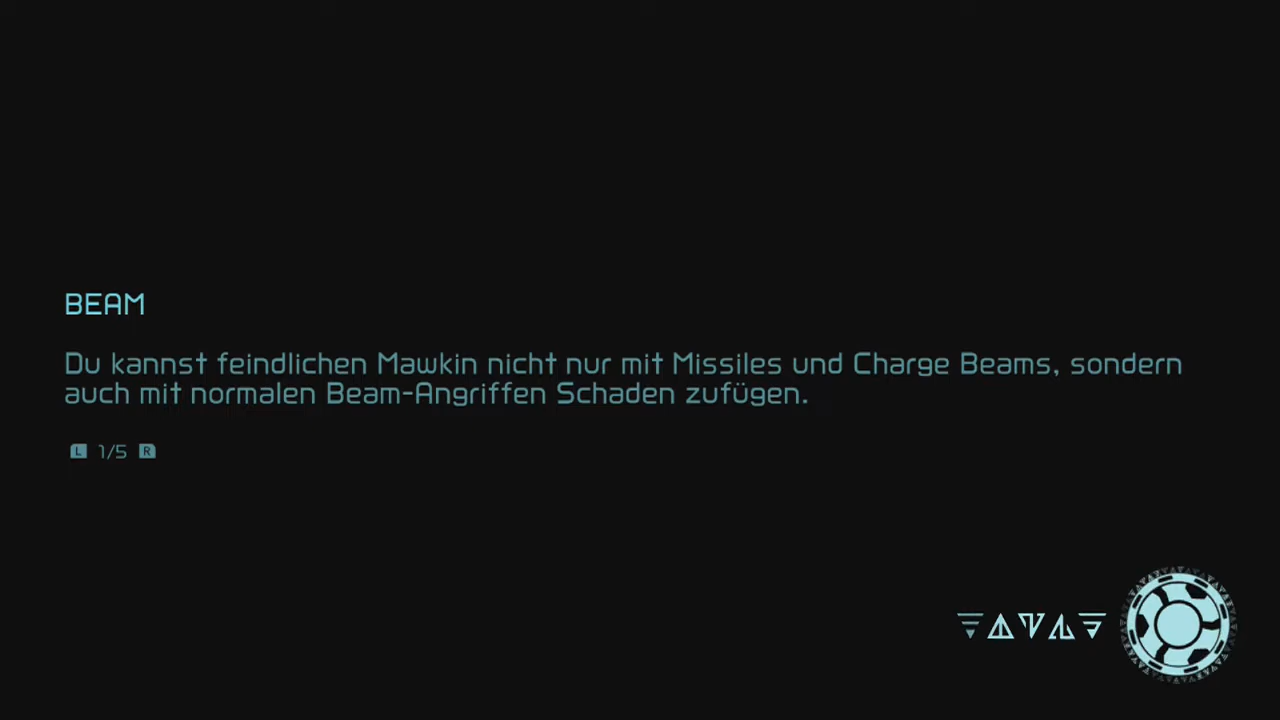 BEAM
Du kannst feindlichen Mawkin nicht nur mit Missiles und Charge Beams, sondern
auch mit normalen Beam-Angriffen Schaden zufügen.
L 1/5 R